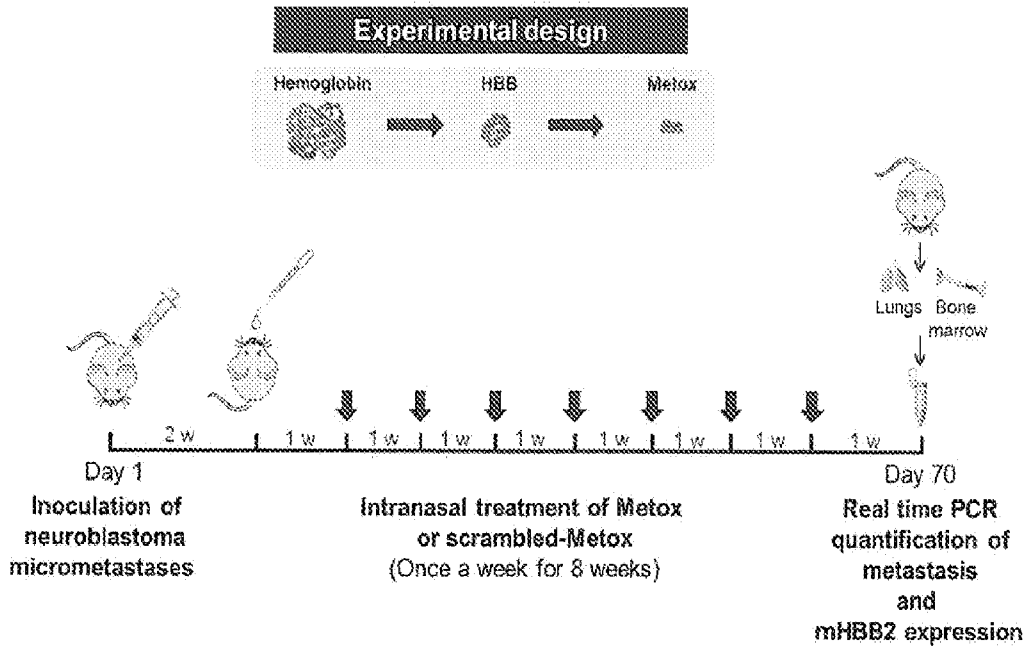 Experimental design
Hemoglobin
HBB
Metox
Lungs
Bone
marrow
2 w
1 w
1 w
1 w
1 w
1 w
1 w
1 w
1 w
Day 1
Day 70
Inoculation of
neuroblastoma
micrometastases
Intranasal treatment of Metox
or scrambled-Metox
(Once a week for 8 weeks)
Real time PCR
quantification of
metastasis
and
mHBB2 expression